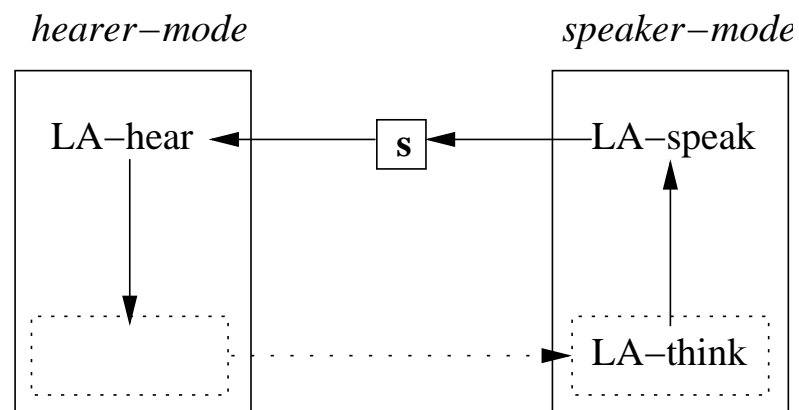 hearer–mode speaker–mode
LA–hear s LA–speak
LA–think